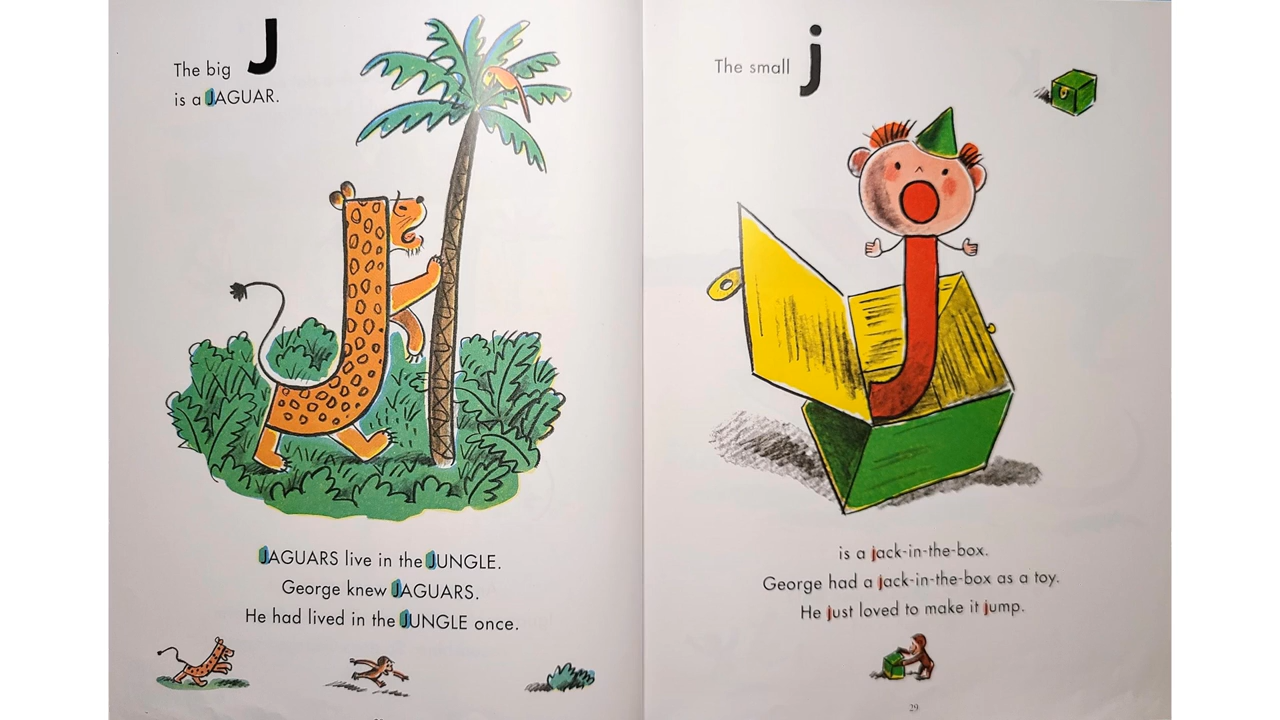 The big J
is a JAGUAR.
JAGUARS live in the JUNGLE.
George knew JAGUARS.
He had lived in the JUNGLE once.
The small j
is a jack-in-the-box.
George had a jack-in-the-box as a toy.
He just loved to make it jump.
29